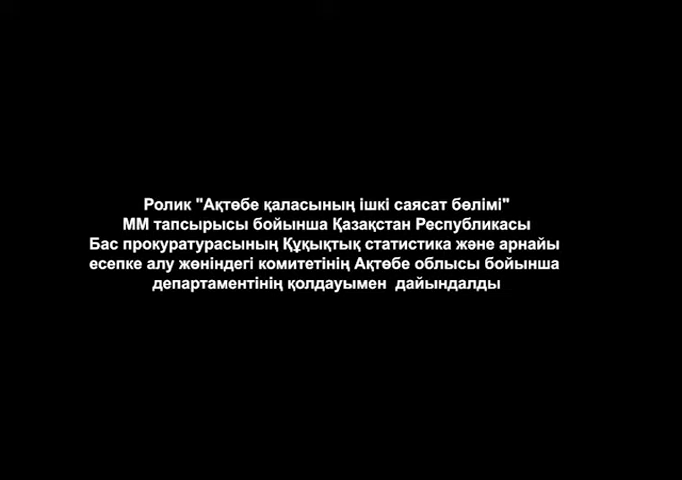 Ролик "Ақтөбе қаласының ішкі саясат бөлімі"
ММ тапсырысы бойынша Қазақстан Республикасы
Бас прокуратурасының Құқықтық статистика және арнайы
есепке алу жөніндегі комитетінің Ақтөбе облысы бойынша
департаментінің қолдауымен дайындалды